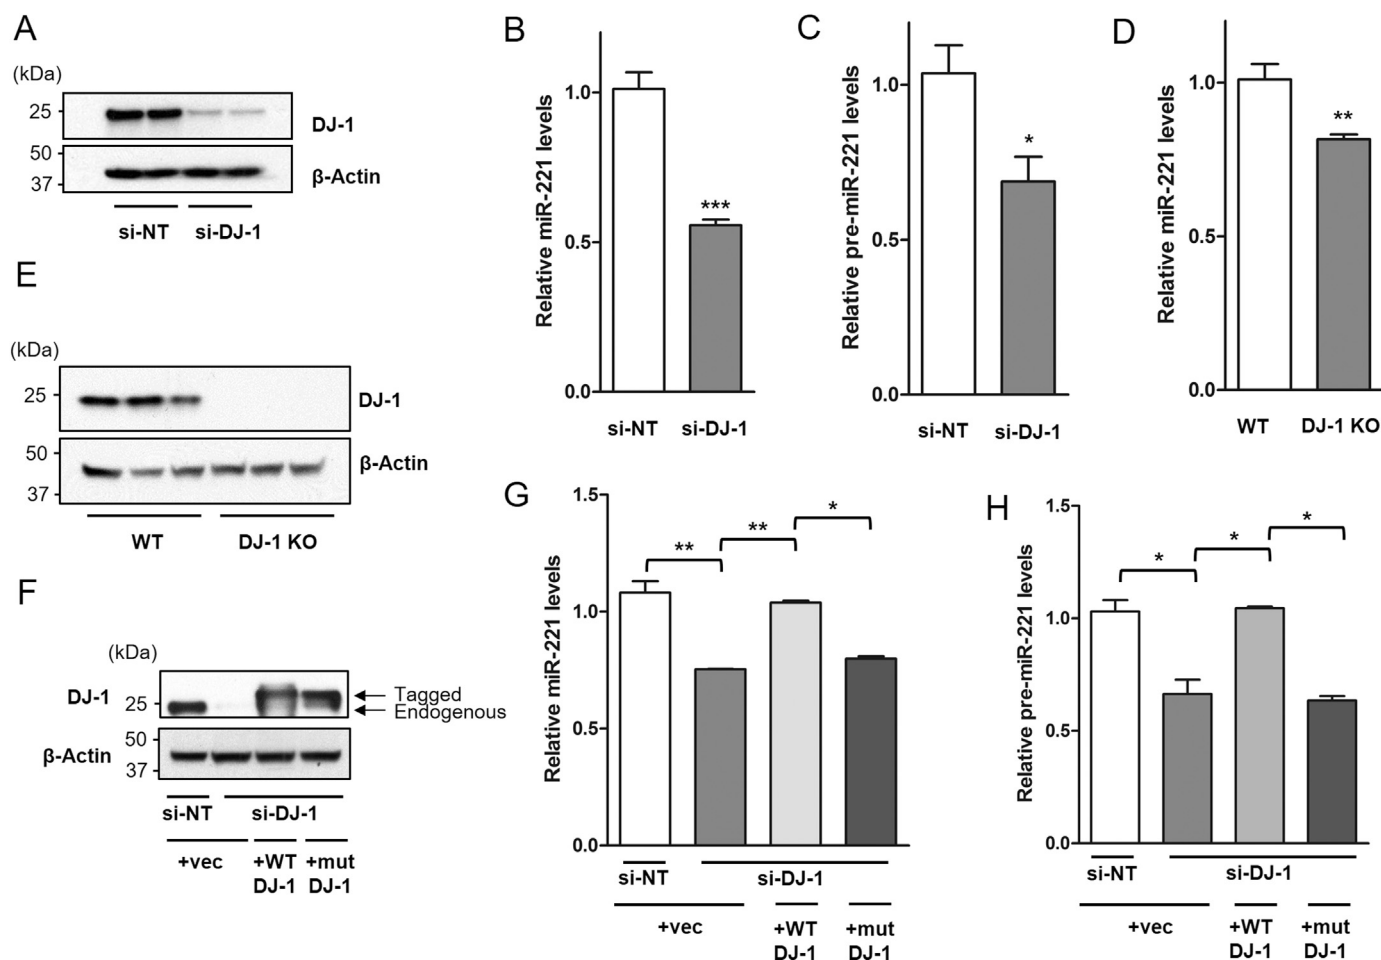 A
(kDa)
25
DJ-1
50
37
β-Actin
si-NT
si-DJ-1
B
Relative miR-221 levels
1.0
0.5
0.0
***
si-NT
si-DJ-1
C
Relative pre-miR-221 levels
1.0
0.5
0.0
*
si-NT
si-DJ-1
D
Relative miR-221 levels
1.0
0.5
0.0
**
WT
DJ-1 KO
E
(kDa)
25
DJ-1
50
37
β-Actin
WT
DJ-1 KO
F
(kDa)
DJ-1
25
Tagged
Endogenous
β-Actin
50
37
si-NT
si-DJ-1
+vec
+WT
DJ-1
+mut
DJ-1
G
Relative miR-221 levels
1.5
1.0
0.5
0.0
**
**
*
si-NT
si-DJ-1
+vec
+WT
DJ-1
+mut
DJ-1
H
Relative pre-miR-221 levels
1.5
1.0
0.5
0.0
*
*
*
si-NT
si-DJ-1
+vec
+WT
DJ-1
+mut
DJ-1